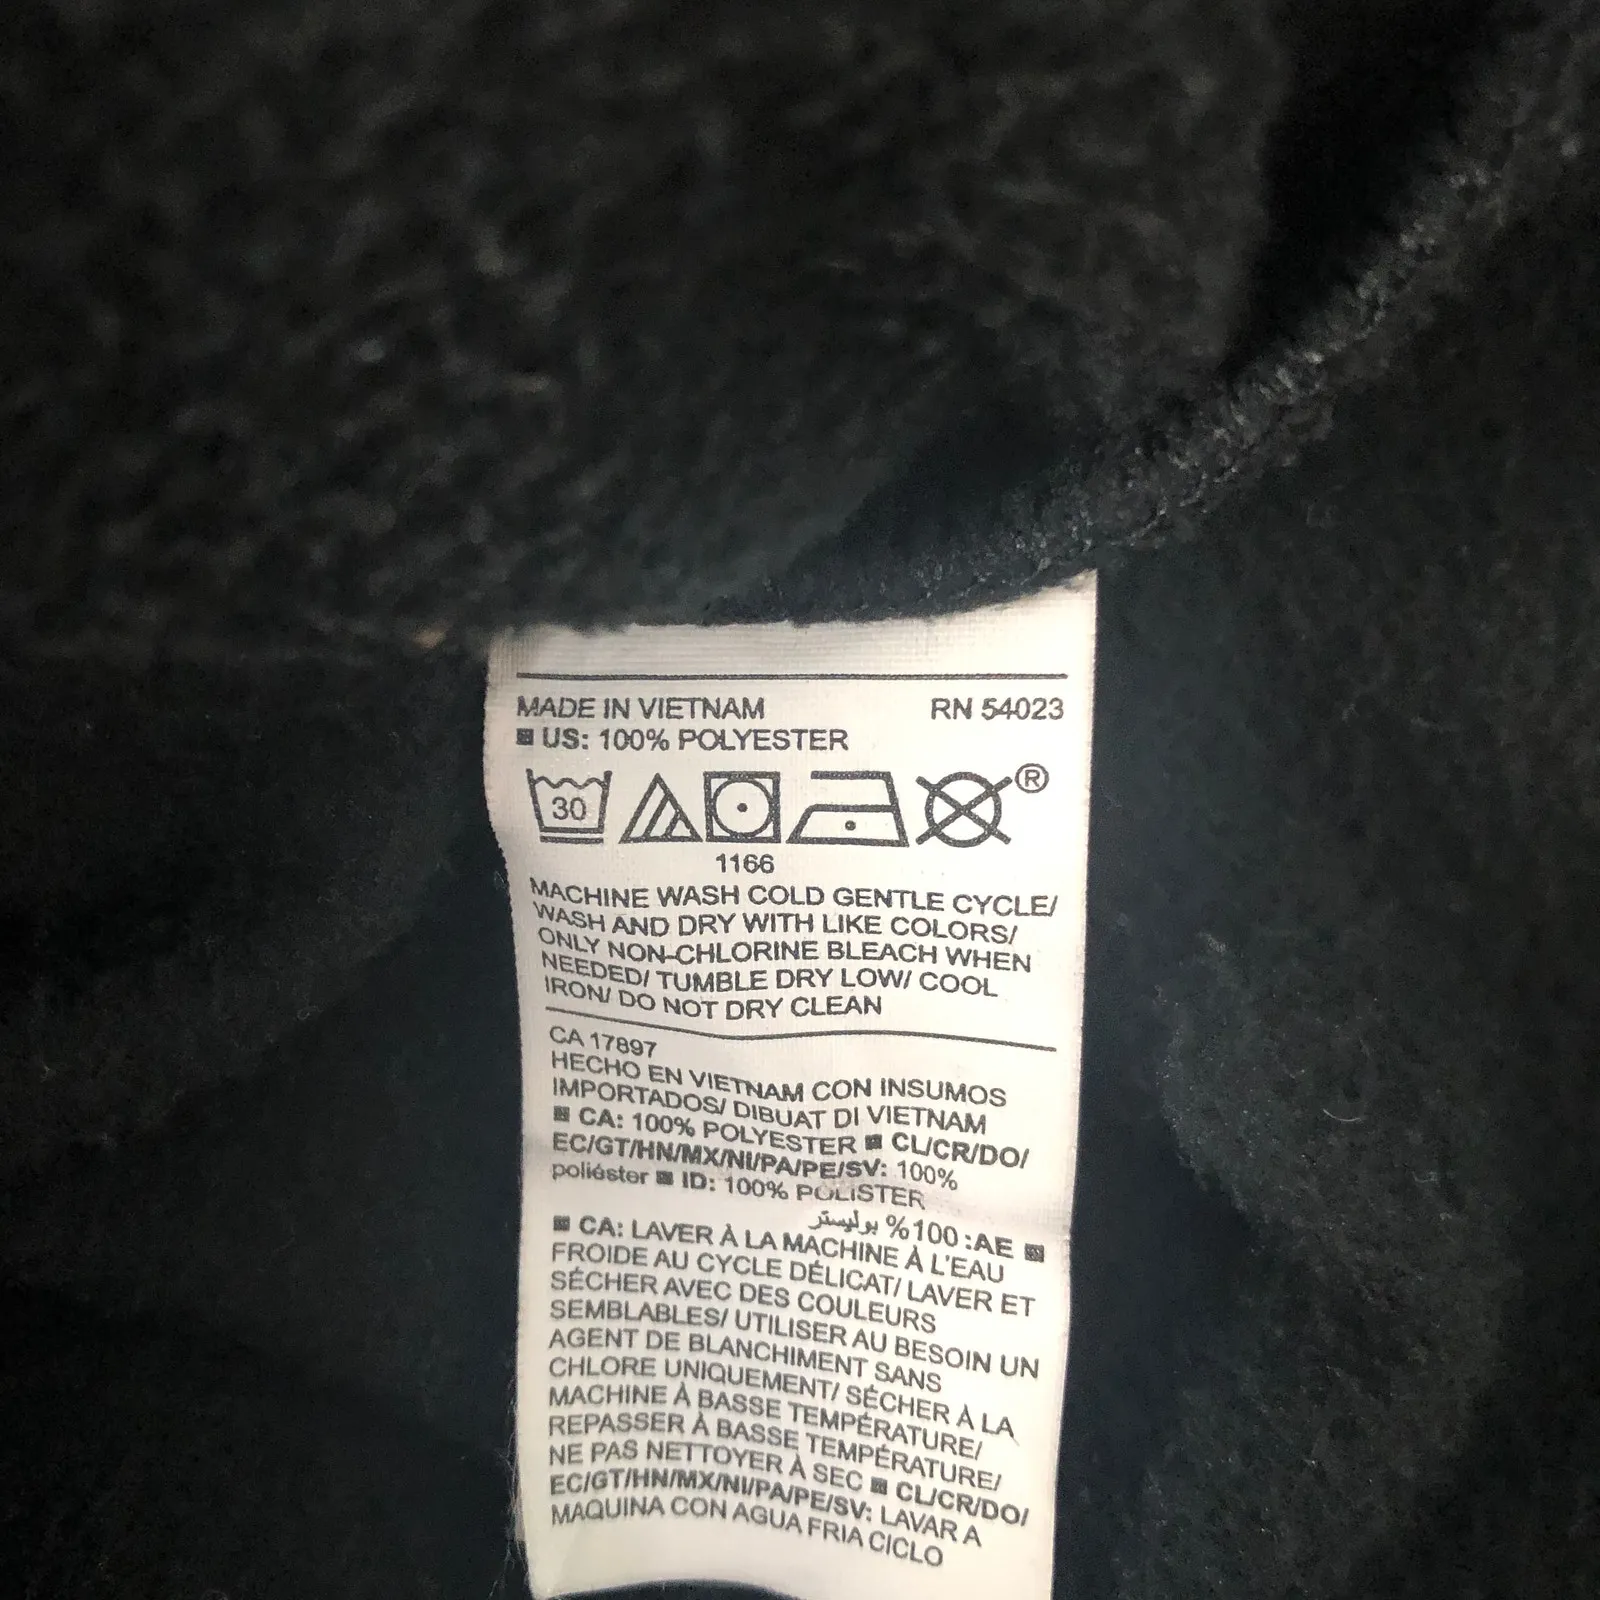 MADE IN VIETNAM RN 54023
US: 100% POLYESTER
30 ®
1166
MACHINE WASH COLD GENTLE CYCLE/
WASH AND DRY WITH LIKE COLORS/
ONLY NON-CHLORINE BLEACH WHEN
NEEDED/ TUMBLE DRY LOW/ COOL
IRON/ DO NOT DRY CLEAN
CA 17897
HECHO EN VIETNAM CON INSUMOS
IMPORTADOS/ DIBUAT DI VIETNAM
CA: 100% POLYESTER CL/CR/DO/
EC/GT/HN/MX/NI/PA/PE/SV: 100%
poliéster ID: 100% POLISTER
AE: 100% بوليستر
CA: LAVER À LA MACHINE À L'EAU
FROIDE AU CYCLE DÉLICAT/ LAVER ET
SÉCHER AVEC DES COULEURS
SEMBLABLES/ UTILISER AU BESOIN UN
AGENT DE BLANCHIMENT SANS
CHLORE UNIQUEMENT/ SÉCHER À LA
MACHINE À BASSE TEMPÉRATURE/
REPASSER À BASSE TEMPÉRATURE/
NE PAS NETTOYER À SEC CL/CR/DO/
EC/GT/HN/MX/NI/PA/PE/SV: LAVAR A
MAQUINA CON AGUA FRIA CICLO